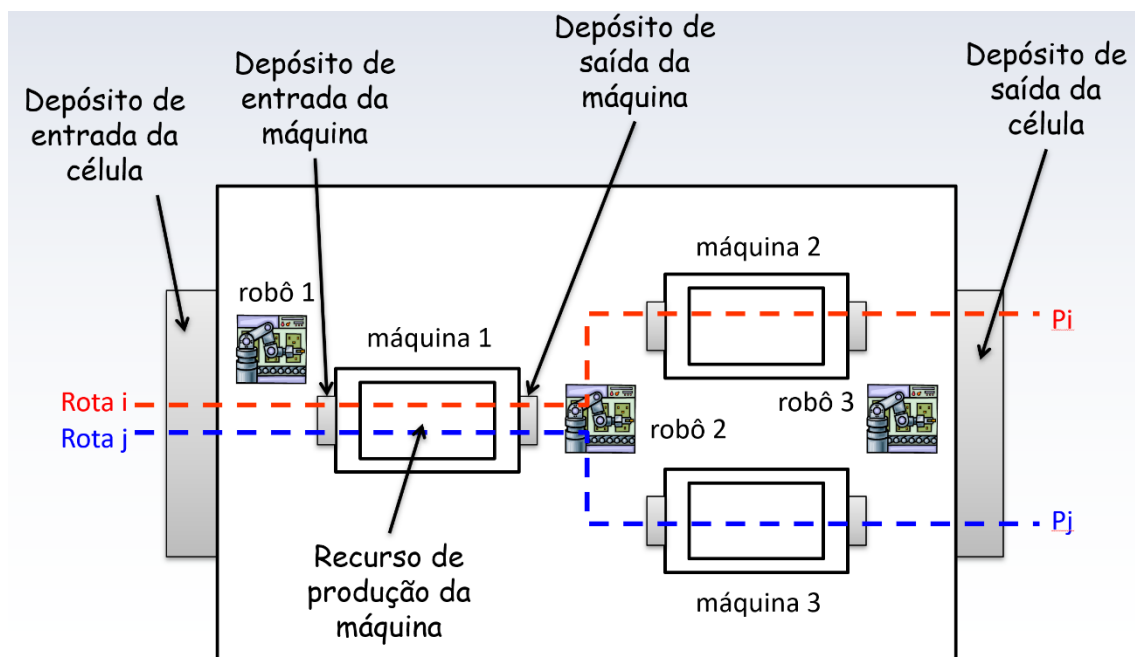 Depósito de
entrada da
célula
Depósito de
entrada da
máquina
Depósito de
saída da
máquina
Depósito de
saída da
célula
robô 1
máquina 1
máquina 2
Rota i
Rota j
robô 2
robô 3
Pi
Pj
Recurso de
produção da
máquina
máquina 3